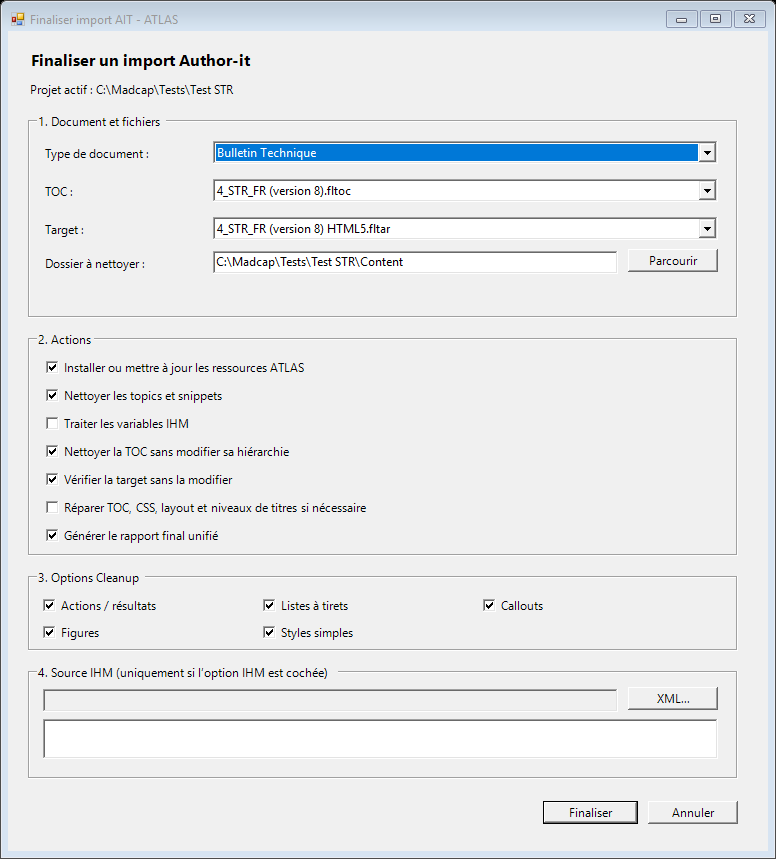 Finaliser import AIT - ATLAS
Finaliser un import Author-it
Projet actif : C:\Madcap\Tests\Test STR
1. Document et fichiers
Type de document :
Bulletin Technique
TOC :
4_STR_FR (version 8).fltoc
Target :
4_STR_FR (version 8) HTML5.fltar
Dossier à nettoyer :
C:\Madcap\Tests\Test STR\Content
Parcourir
2. Actions
Installer ou mettre à jour les ressources ATLAS
Nettoyer les topics et snippets
Traiter les variables IHM
Nettoyer la TOC sans modifier sa hiérarchie
Vérifier la target sans la modifier
Réparer TOC, CSS, layout et niveaux de titres si nécessaire
Générer le rapport final unifié
3. Options Cleanup
Actions / résultats
Listes à tirets
Callouts
Figures
Styles simples
4. Source IHM (uniquement si l'option IHM est cochée)
XML...
Finaliser
Annuler